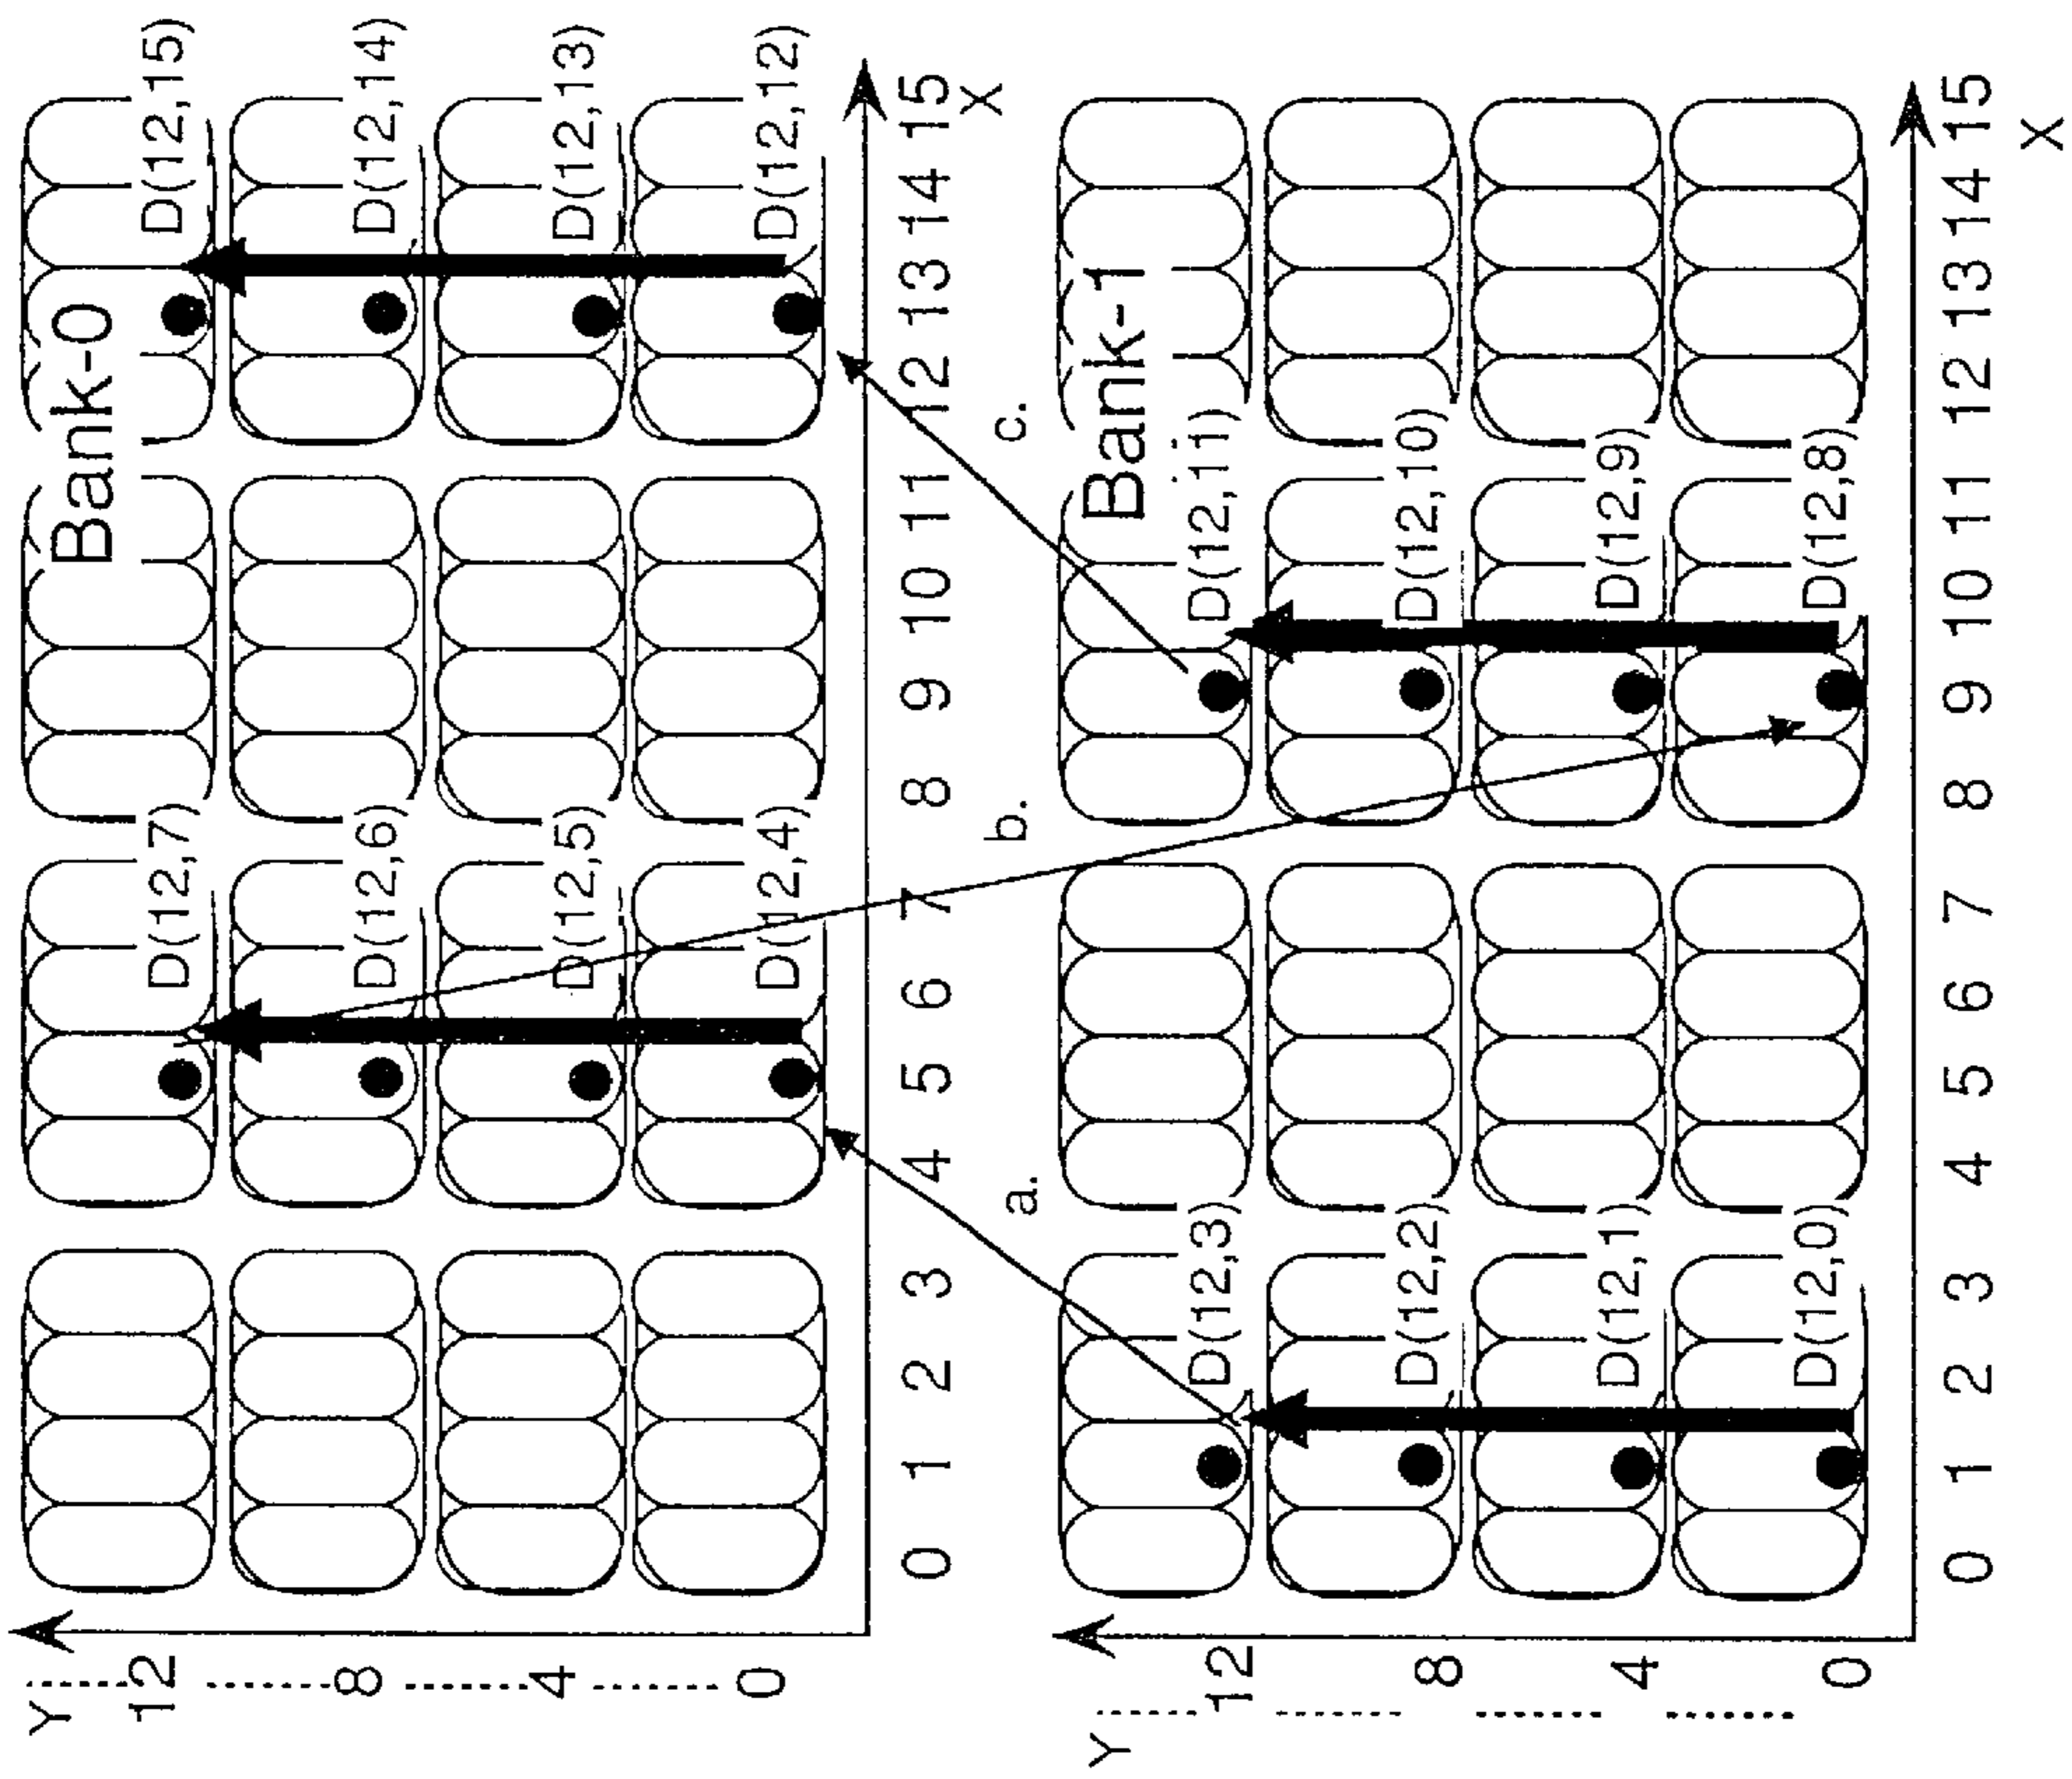 Bank-0
Y
12
8
4
0
D(12,7)
D(12,6)
D(12,5)
D(12,4)
D(12,15)
D(12,14)
D(12,13)
D(12,12)
0 1 2 3 4 5 6 7 8 9 10 11 12 13 14 15
X
a.
b.
c.
Bank-1
Y
12
8
4
0
D(12,3)
D(12,2)
D(12,1)
D(12,0)
D(12,11)
D(12,10)
D(12,9)
D(12,8)
0 1 2 3 4 5 6 7 8 9 10 11 12 13 14 15
X